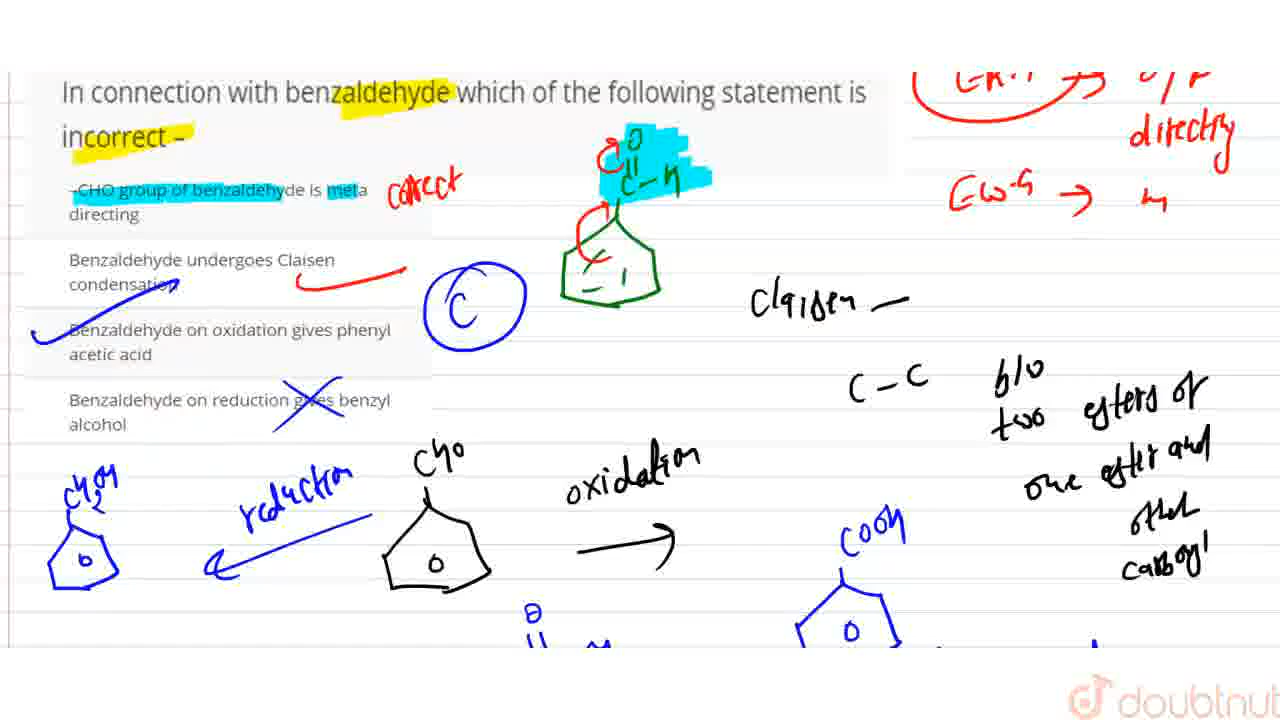 In connection with benzaldehyde which of the following statement is
incorrect –
–CHO group of benzaldehyde is meta
directing
correct
Benzaldehyde undergoes Claisen
condensation
Benzaldehyde on oxidation gives phenyl
acetic acid
Benzaldehyde on reduction gives benzyl
alcohol
C
O
C – H
directing
EWG → m
Claisen –
C – C b/w
two esters or
one ester and
other
carbonyl
CH2OH
reduction
CHO
oxidation
COOH
O
doubtnut